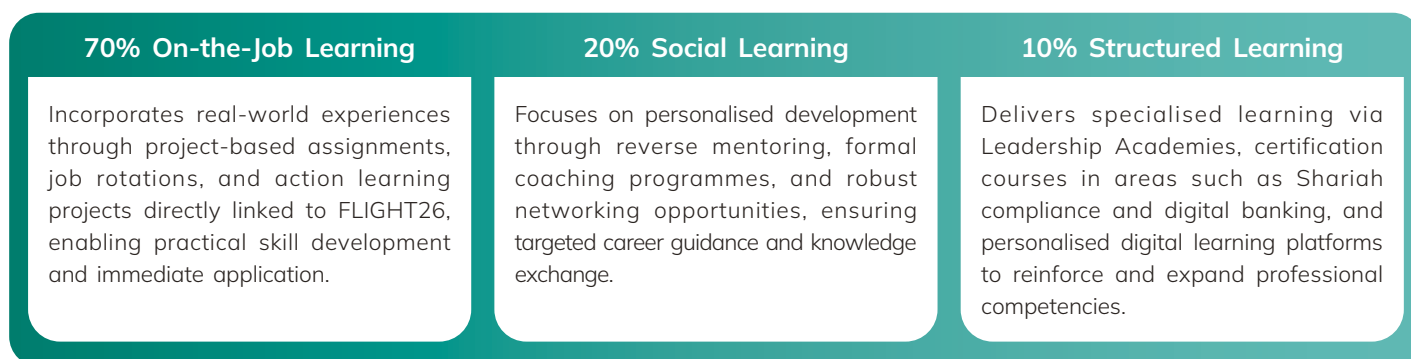 70% On-the-Job Learning
Incorporates real-world experiences
through project-based assignments,
job rotations, and action learning
projects directly linked to FLIGHT26,
enabling practical skill development
and immediate application.
20% Social Learning
Focuses on personalised development
through reverse mentoring, formal
coaching programmes, and robust
networking opportunities, ensuring
targeted career guidance and knowledge
exchange.
10% Structured Learning
Delivers specialised learning via
Leadership Academies, certification
courses in areas such as Shariah
compliance and digital banking, and
personalised digital learning platforms
to reinforce and expand professional
competencies.